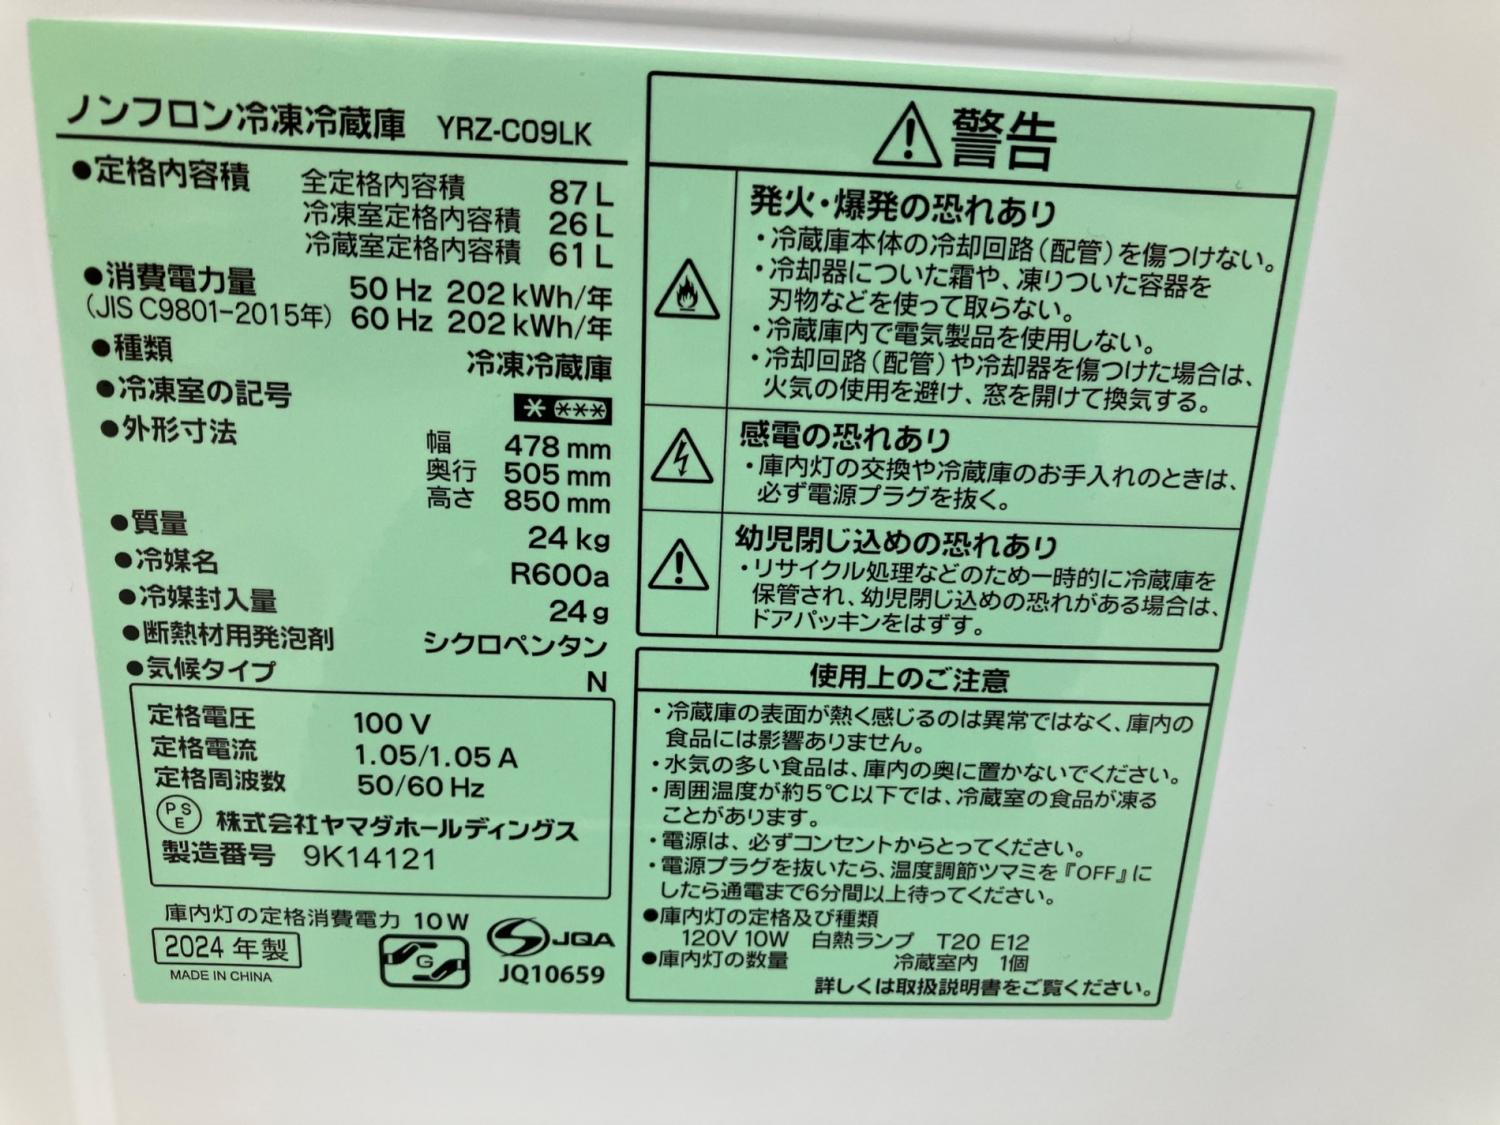 ノンフロン冷凍冷蔵庫 YRZ-C09LK
●定格内容積 全定格内容積 87 L
冷凍室定格内容積 26 L
冷蔵室定格内容積 61 L
●消費電力量 50 Hz 202 kWh/年
(JIS C9801-2015年) 60 Hz 202 kWh/年
●種類 冷凍冷蔵庫
●冷凍室の記号 * ***
●外形寸法 幅 478 mm
奥行 505 mm
高さ 850 mm
●質量 24 kg
●冷媒名 R600a
●冷媒封入量 24 g
●断熱材用発泡剤 シクロペンタン
●気候タイプ N
定格電圧 100 V
定格電流 1.05/1.05 A
定格周波数 50/60 Hz
PSE 株式会社ヤマダホールディングス
製造番号 9K14121
庫内灯の定格消費電力 10W
2024 年製
MADE IN CHINA
G
S JQA
JQ10659
警告
発火・爆発の恐れあり
・冷蔵庫本体の冷却回路(配管)を傷つけない。
・冷却器についた霜や、凍りついた容器を
刃物などを使って取らない。
・冷蔵庫内で電気製品を使用しない。
・冷却回路(配管)や冷却器を傷つけた場合は、
火気の使用を避け、窓を開けて換気する。
感電の恐れあり
・庫内灯の交換や冷蔵庫のお手入れのときは、
必ず電源プラグを抜く。
幼児閉じ込めの恐れあり
・リサイクル処理などのため一時的に冷蔵庫を
保管され、幼児閉じ込めの恐れがある場合は、
ドアパッキンをはずす。
使用上のご注意
・冷蔵庫の表面が熱く感じるのは異常ではなく、庫内の
食品には影響ありません。
・水気の多い食品は、庫内の奥に置かないでください。
・周囲温度が約5℃以下では、冷蔵室の食品が凍る
ことがあります。
・電源は、必ずコンセントからとってください。
・電源プラグを抜いたら、温度調節ツマミを『OFF』に
したら通電まで6分間以上待ってください。
●庫内灯の定格及び種類
120V 10W 白熱ランプ T20 E12
●庫内灯の数量 冷蔵室内 1個
詳しくは取扱説明書をご覧ください。